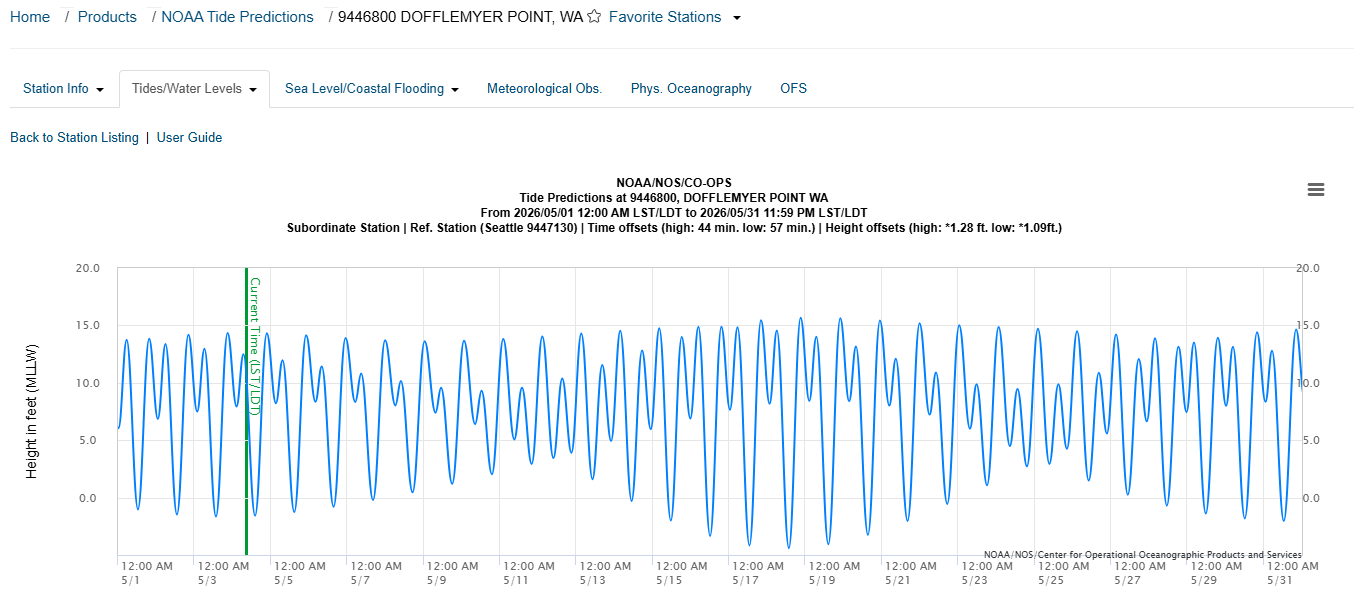 Home / Products / NOAA Tide Predictions / 9446800 DOFFLEMYER POINT, WA Favorite Stations
Station Info Tides/Water Levels Sea Level/Coastal Flooding Meteorological Obs. Phys. Oceanography OFS
Back to Station Listing | User Guide
NOAA/NOS/CO-OPS
Tide Predictions at 9446800, DOFFLEMYER POINT WA
From 2026/05/01 12:00 AM LST/LDT to 2026/05/31 11:59 PM LST/LDT
Subordinate Station | Ref. Station (Seattle 9447130) | Time offsets (high: 44 min. low: 57 min.) | Height offsets (high: *1.28 ft. low: *1.09ft.)
Height in feet (MLLW)
20.0 20.0
15.0 15.0
10.0 10.0
5.0 5.0
0.0 0.0
Current Time (LST/LDT)
NOAA/NOS/Center for Operational Oceanographic Products and Services
12:00 AM 12:00 AM 12:00 AM 12:00 AM 12:00 AM 12:00 AM 12:00 AM 12:00 AM 12:00 AM 12:00 AM 12:00 AM 12:00 AM 12:00 AM 12:00 AM 12:00 AM 12:00 AM
5/1 5/3 5/5 5/7 5/9 5/11 5/13 5/15 5/17 5/19 5/21 5/23 5/25 5/27 5/29 5/31